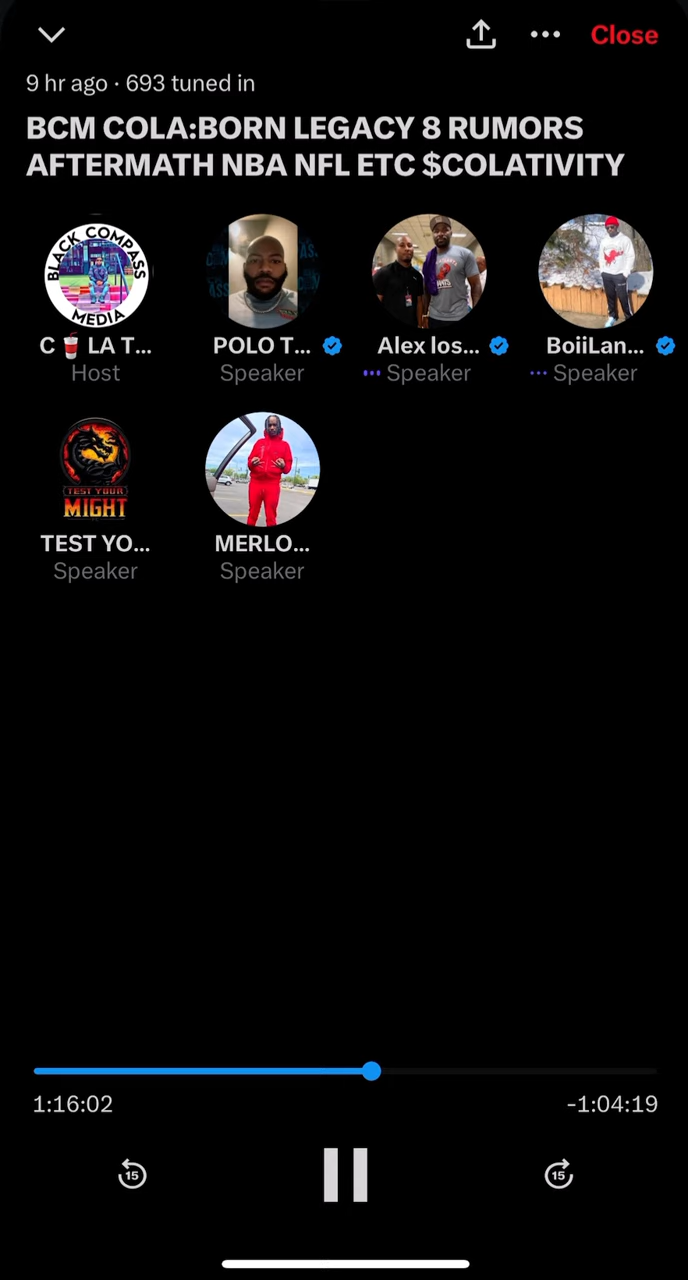 Close
9 hr ago · 693 tuned in
BCM COLA:BORN LEGACY 8 RUMORS
AFTERMATH NBA NFL ETC $COLATIVITY
BLACK COMPASS
MEDIA
C🥤LA T...
Host
POLO T...
Speaker
Alex los...
Speaker
BoiiLan...
Speaker
TEST YOUR
MIGHT
TEST YO...
Speaker
MERLO...
Speaker
1:16:02
-1:04:19
15
15